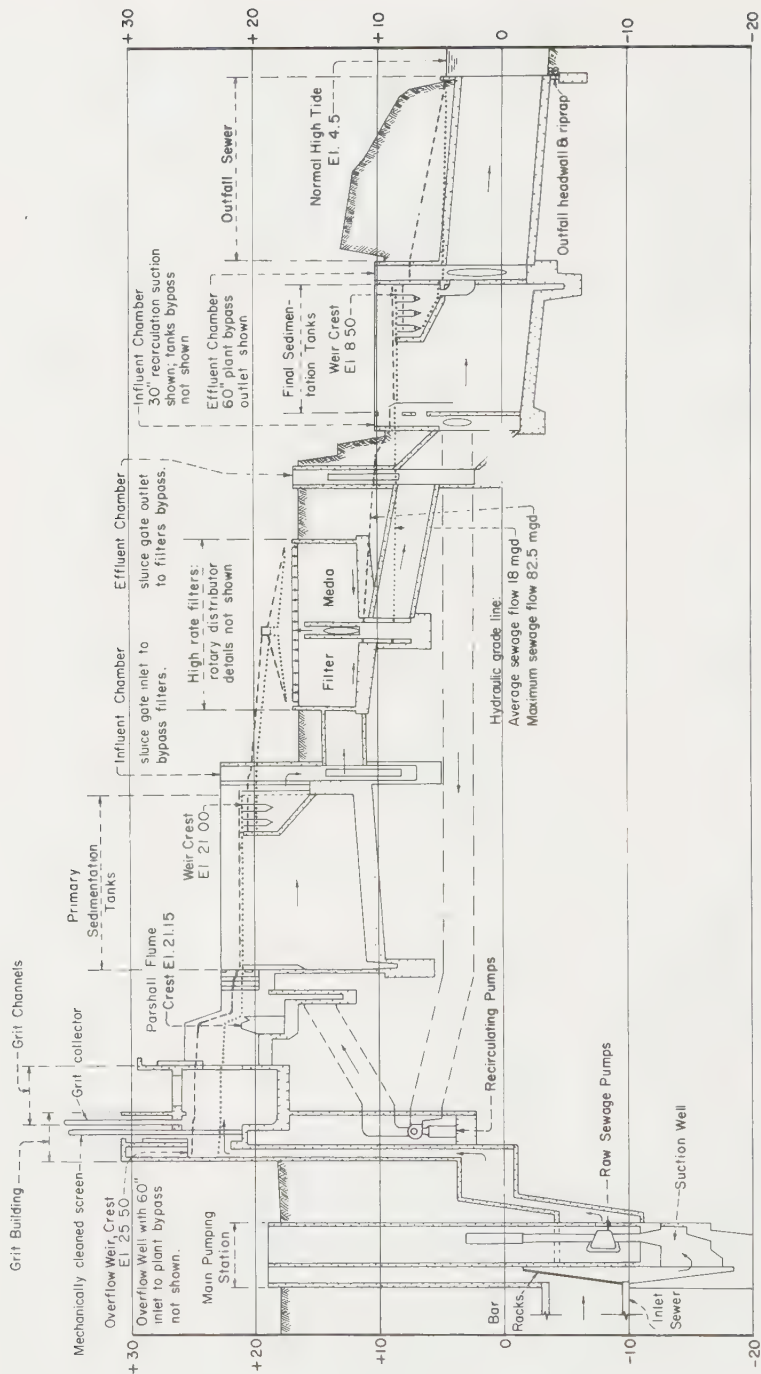 Grit Building
Grit Channels
Mechanically cleaned screen
Grit collector
Overflow Weir, Crest
El 25 50
Overflow Well with 60"
inlet to plant bypass
not shown.
Main Pumping
Station
Bar
Racks
Inlet
Sewer
Raw Sewage Pumps
Suction Well
Recirculating Pumps
Parshall Flume
Crest El. 21.15
Primary
Sedimentation
Tanks
Weir Crest
El 21 00
Influent Chamber
sluice gate inlet to
bypass filters.
High rate filters:
rotary distributor
details not shown
Filter
Media
Effluent Chamber
sluice gate outlet
to filters bypass.
Hydraulic grade line:
Average sewage flow 18 mgd
Maximum sewage flow 82.5 mgd
Influent Chamber
30" recirculation suction
shown; tanks bypass
not shown
Effluent Chamber
60" plant bypass
outlet shown
Final Sedimen-
tation Tanks
Weir Crest
El 8 50
Outfall Sewer
Normal High Tide
El. 4.5
Outfall headwall & riprap
+30
+20
+10
0
-10
-20
+30
+20
+10
0
-10
-20